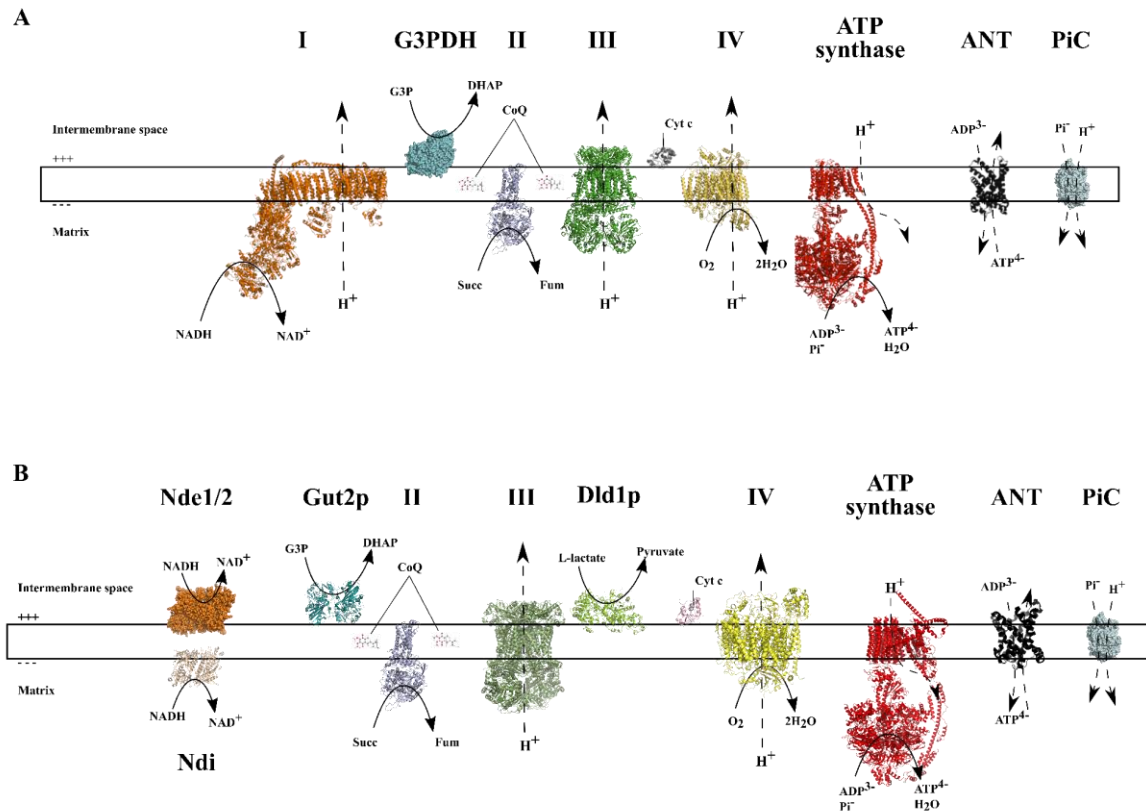 A
I G3PDH II III IV ATP synthase ANT PiC
G3P DHAP
CoQ
Cyt c
H+
ADP3-
Pi- H+
Intermembrane space
+++
---
Matrix
O2 2H2O
ATP4-
Succ Fum
H+
H+
H+
NADH NAD+
ADP3-
Pi-
ATP4-
H2O
B
Nde1/2 Gut2p II III Dld1p IV ATP synthase ANT PiC
NADH NAD+
G3P DHAP
CoQ
L-lactate Pyruvate
Cyt c
H+
ADP3-
Pi- H+
Intermembrane space
+++
---
Matrix
NADH NAD+
O2 2H2O
ATP4-
Succ Fum
H+
H+
Ndi
ADP3-
Pi-
ATP4-
H2O